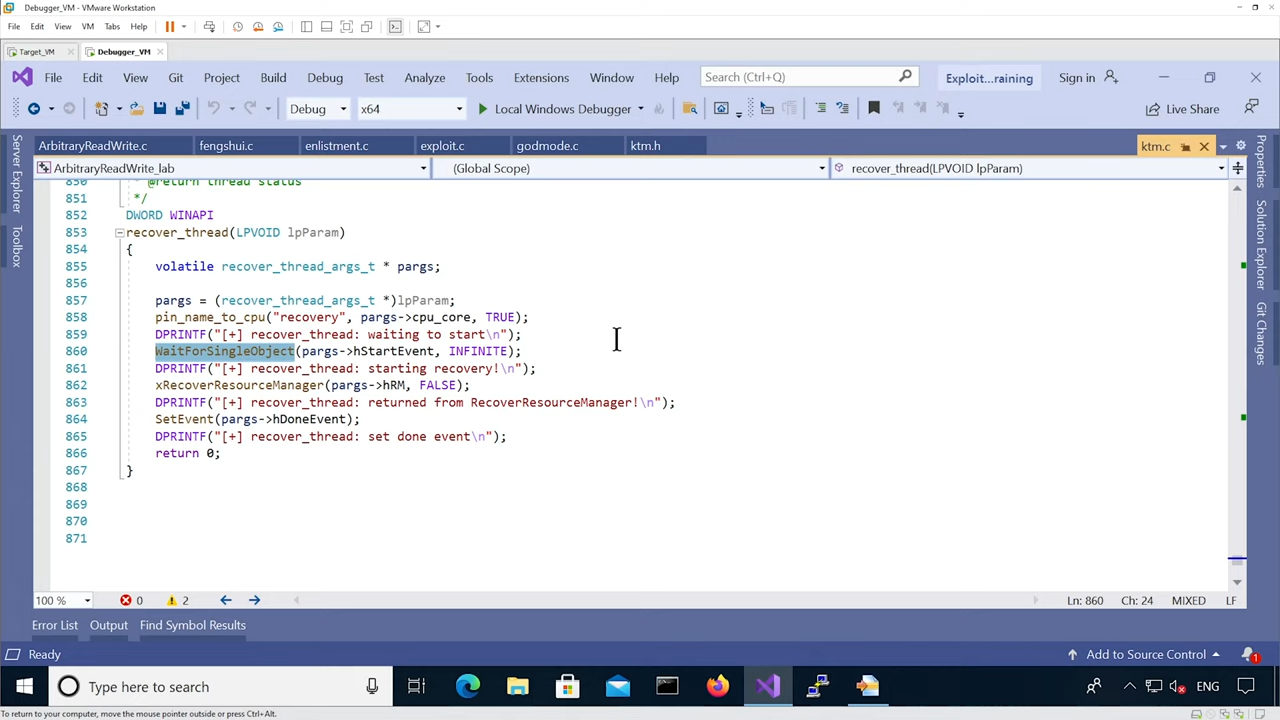 Debugger_VM - VMware Workstation
File Edit View VM Tabs Help
Target_VM Debugger_VM
File Edit View Git Project Build Debug Test Analyze Tools Extensions Window Help Search (Ctrl+Q) Exploit...raining Sign in
Debug x64 Local Windows Debugger Live Share
ArbitraryReadWrite.c fengshui.c enlistment.c exploit.c godmode.c ktm.h ktm.c
ArbitraryReadWrite_lab (Global Scope) recover_thread(LPVOID lpParam)
Server Explorer
Toolbox
Properties
Solution Explorer
Git Changes
850 @return thread status
851 */
852 DWORD WINAPI
853 recover_thread(LPVOID lpParam)
854 {
855 volatile recover_thread_args_t * pargs;
856
857 pargs = (recover_thread_args_t *)lpParam;
858 pin_name_to_cpu("recovery", pargs->cpu_core, TRUE);
859 DPRINTF("[+] recover_thread: waiting to start\n");
860 WaitForSingleObject(pargs->hStartEvent, INFINITE);
861 DPRINTF("[+] recover_thread: starting recovery!\n");
862 xRecoverResourceManager(pargs->hRM, FALSE);
863 DPRINTF("[+] recover_thread: returned from RecoverResourceManager!\n");
864 SetEvent(pargs->hDoneEvent);
865 DPRINTF("[+] recover_thread: set done event\n");
866 return 0;
867 }
868
869
870
871
100 % 0 2 Ln: 860 Ch: 24 MIXED LF
Error List Output Find Symbol Results
Ready Add to Source Control 1
Type here to search ENG
To return to your computer, move the mouse pointer outside or press Ctrl+Alt.